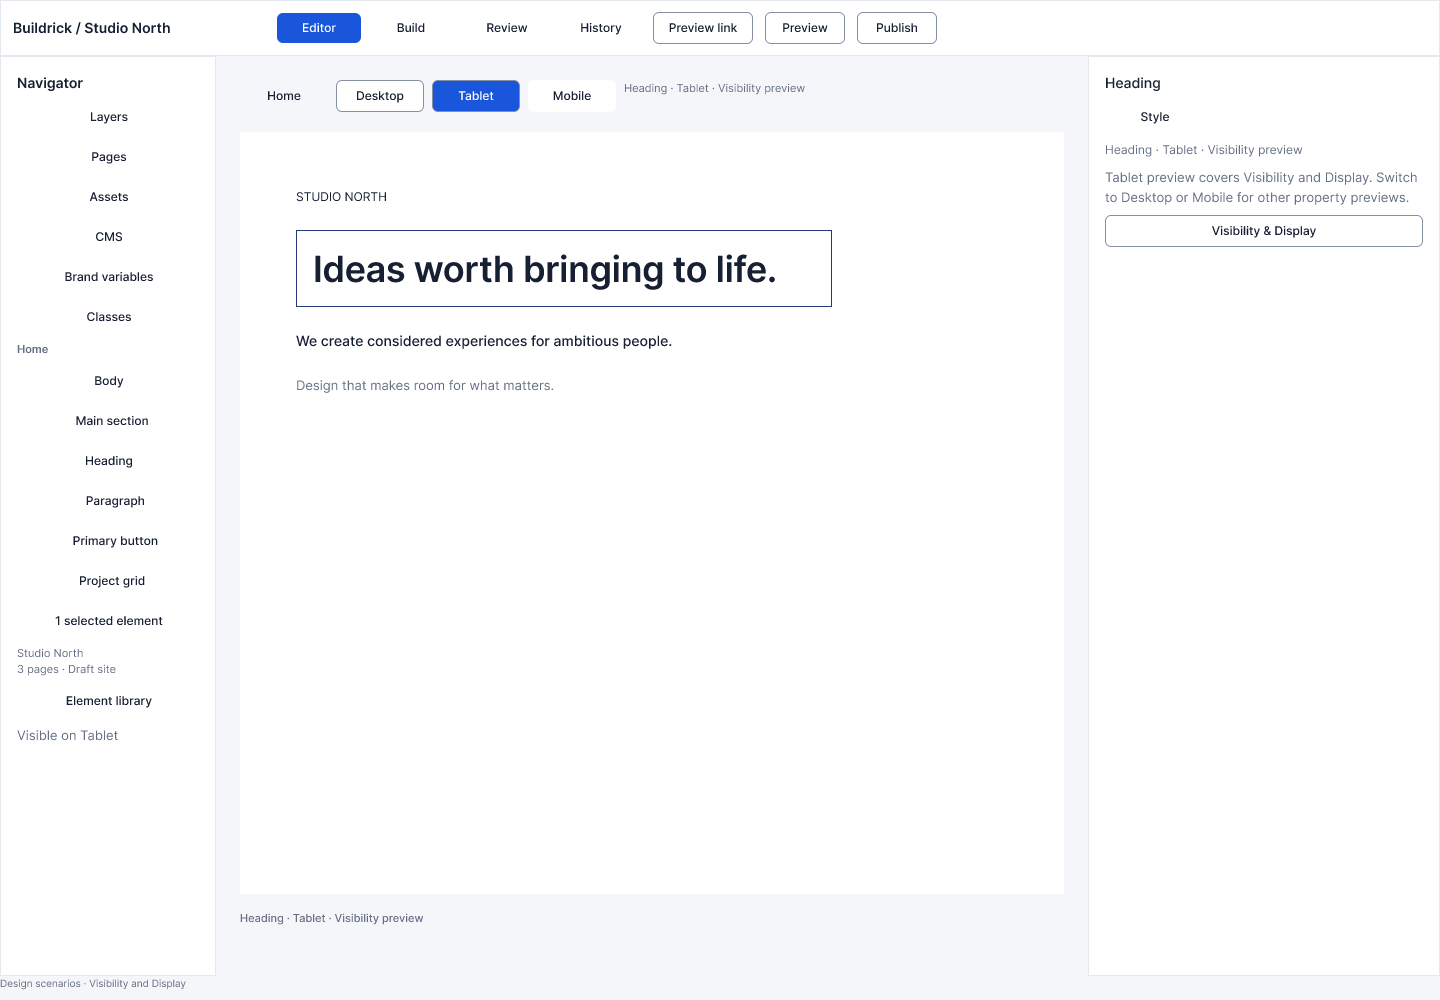 Buildrick / Studio North
Editor
Build
Review
History
Preview link
Preview
Publish
Navigator
Layers
Pages
Assets
CMS
Brand variables
Classes
Home
Body
Main section
Heading
Paragraph
Primary button
Project grid
1 selected element
Studio North
3 pages · Draft site
Element library
Visible on Tablet
Home
Desktop
Tablet
Mobile
Heading · Tablet · Visibility preview
STUDIO NORTH
Ideas worth bringing to life.
We create considered experiences for ambitious people.
Design that makes room for what matters.
Heading · Tablet · Visibility preview
Heading
Style
Heading · Tablet · Visibility preview
Tablet preview covers Visibility and Display. Switch
to Desktop or Mobile for other property previews.
Visibility & Display
Design scenarios · Visibility and Display